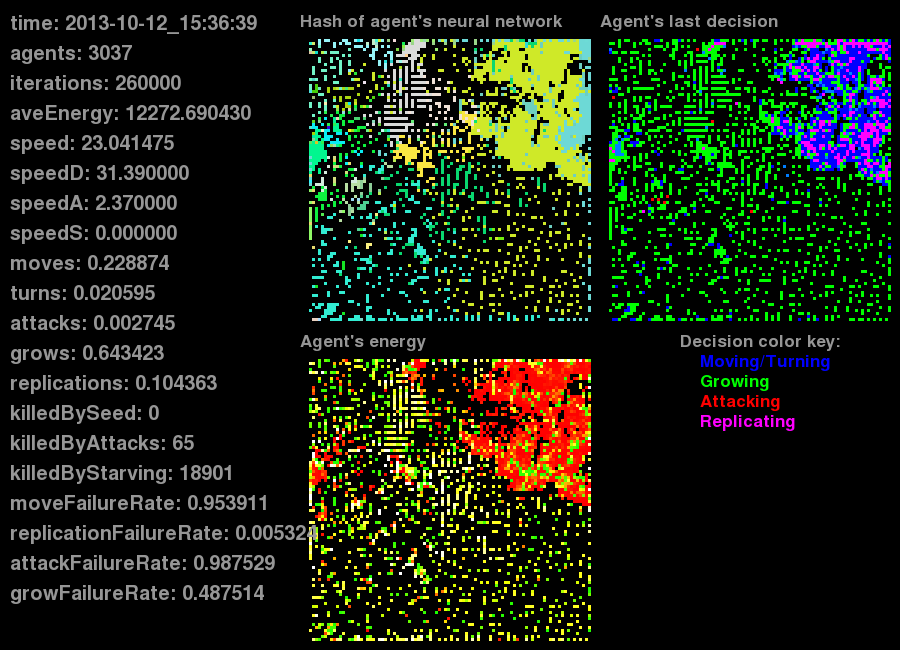 time: 2013-10-12_15:36:39
agents: 3037
iterations: 260000
aveEnergy: 12272.690430
speed: 23.041475
speedD: 31.390000
speedA: 2.370000
speedS: 0.000000
moves: 0.228874
turns: 0.020595
attacks: 0.002745
grows: 0.643423
replications: 0.104363
killedBySeed: 0
killedByAttacks: 65
killedByStarving: 18901
moveFailureRate: 0.953911
replicationFailureRate: 0.005324
attackFailureRate: 0.987529
growFailureRate: 0.487514
Hash of agent's neural network
Agent's last decision
Agent's energy
Decision color key:
Moving/Turning
Growing
Attacking
Replicating